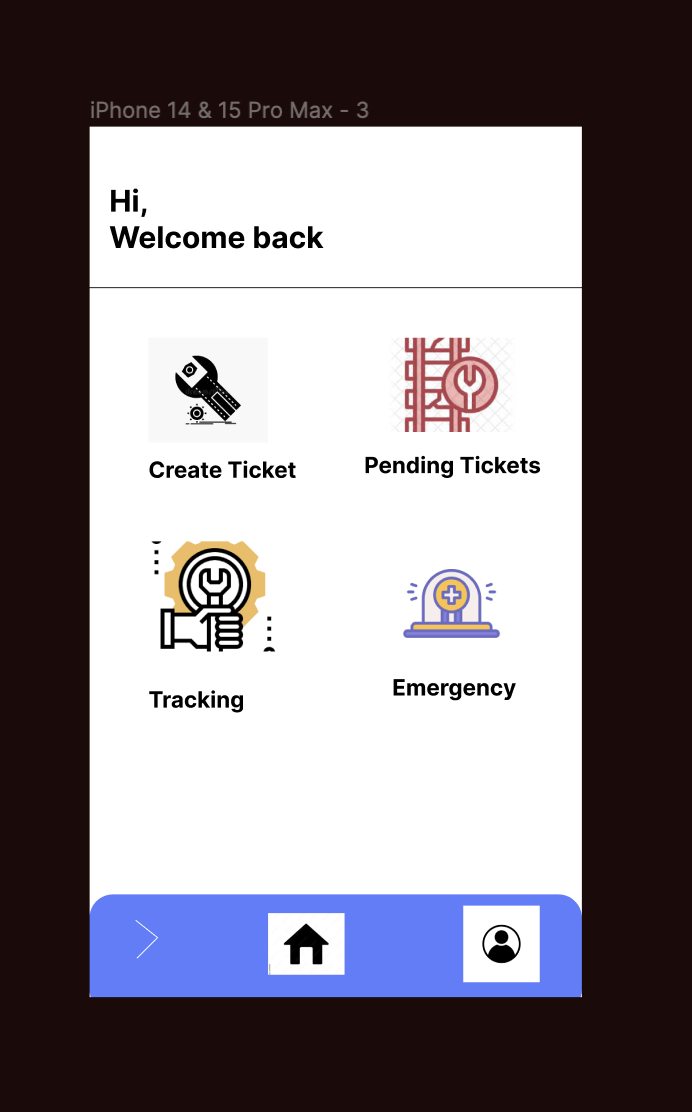 iPhone 14 & 15 Pro Max - 3
Hi,
Welcome back
Create Ticket
Pending Tickets
Tracking
Emergency